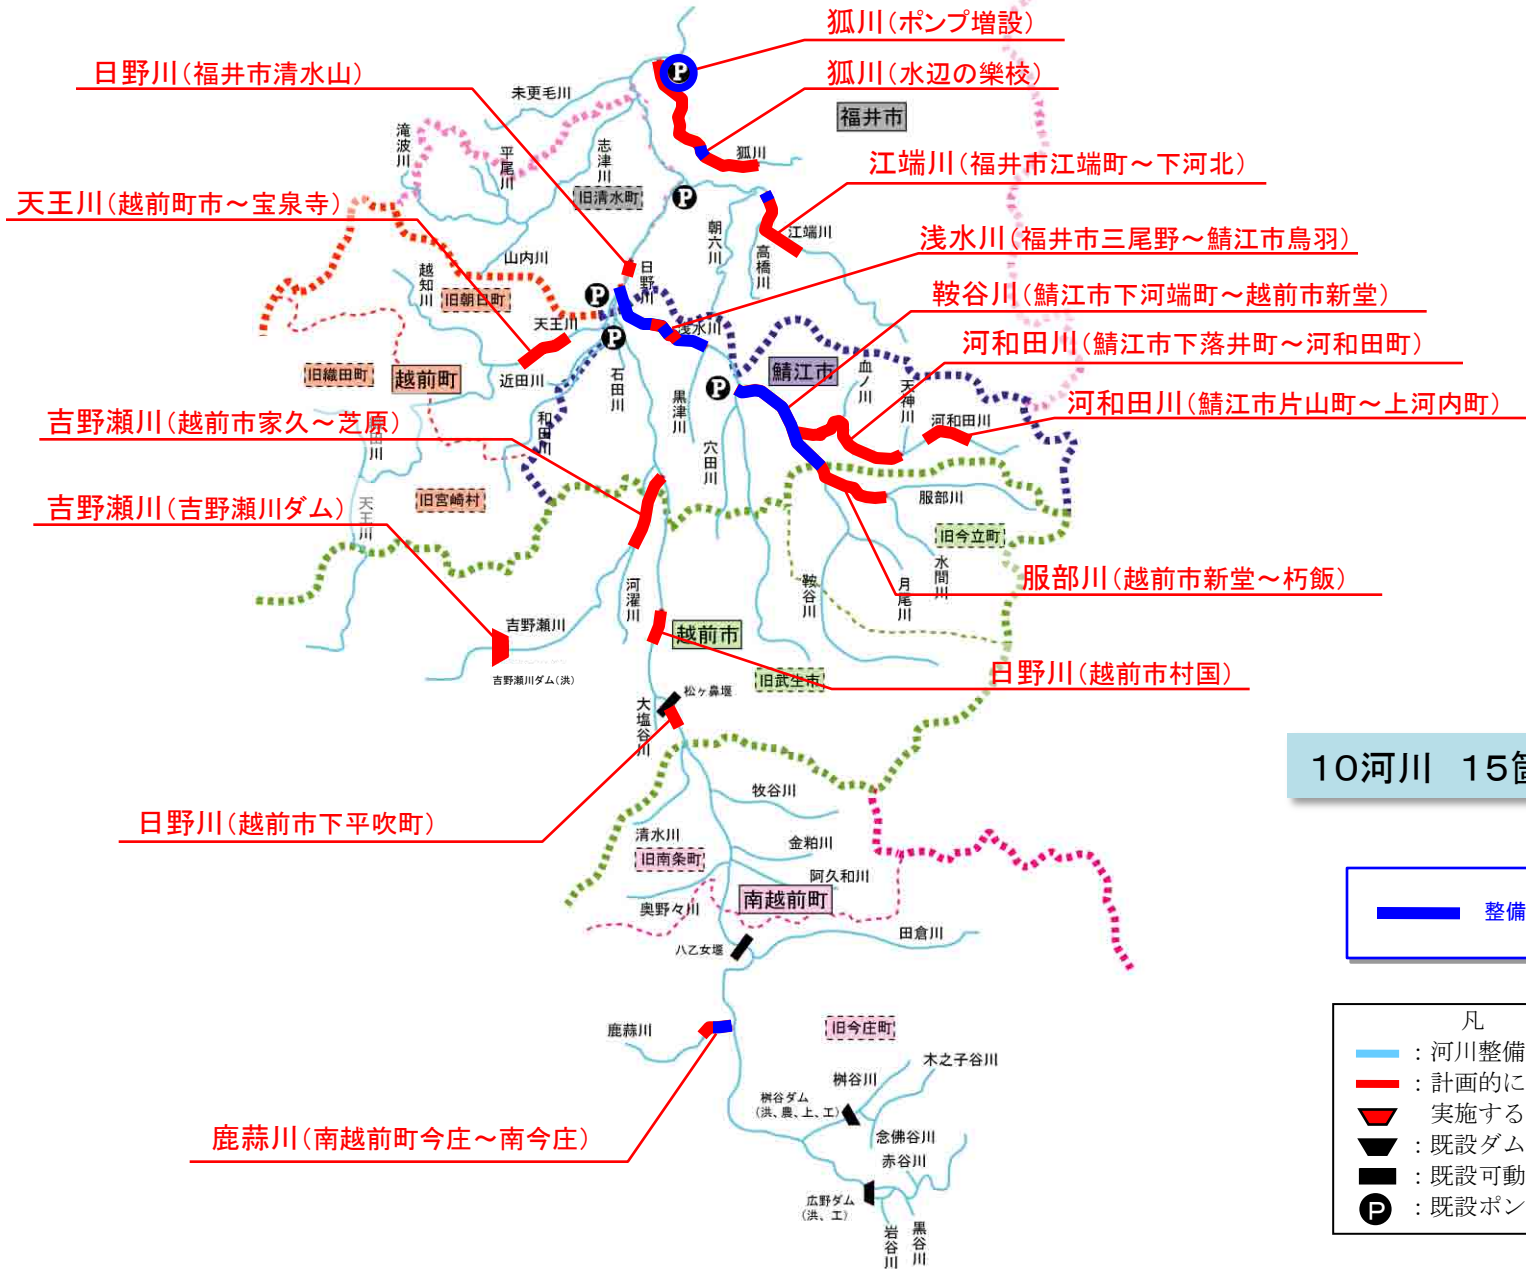 狐川(ポンプ増設)
日野川(福井市清水山)
狐川(水辺の樂校)
未更毛川
福井市
滝波川
平尾川
志津川
狐川
江端川(福井市江端町～下河北)
旧清水町
天王川(越前町市～宝泉寺)
朝六川
高橋川
江端川
浅水川(福井市三尾野～鯖江市鳥羽)
山内川
越知川
日野川
旧朝日町
鞍谷川(鯖江市下河端町～越前市新堂)
天王川
浅水川
河和田川(鯖江市下落井町～河和田町)
旧織田町
越前町
近田川
石田川
黒津川
鯖江市
血ノ川
天神川
河和田川
河和田川(鯖江市片山町～上河内町)
吉野瀬川(越前市家久～芝原)
和田川
穴田川
吉野瀬川(吉野瀬川ダム)
天王川
旧宮崎村
服部川
旧今立町
水間川
服部川(越前市新堂～朽飯)
河濯川
鞍谷川
月尾川
吉野瀬川
越前市
吉野瀬川ダム(洪)
旧武生市
日野川(越前市村国)
松ヶ鼻堰
大塩谷川
10河川 15箇
牧谷川
日野川(越前市下平吹町)
清水川
金粕川
旧南条町
阿久和川
南越前町
奥野々川
整備
田倉川
八乙女堰
鹿蒜川
旧今庄町
凡
：河川整備
：計画的に
実施する
：既設ダム
：既設可動
：既設ポン
木之子谷川
桝谷川
桝谷ダム
(洪、農、上、工)
念佛谷川
鹿蒜川(南越前町今庄～南今庄)
赤谷川
広野ダム
(洪、工)
岩谷川
黒谷川